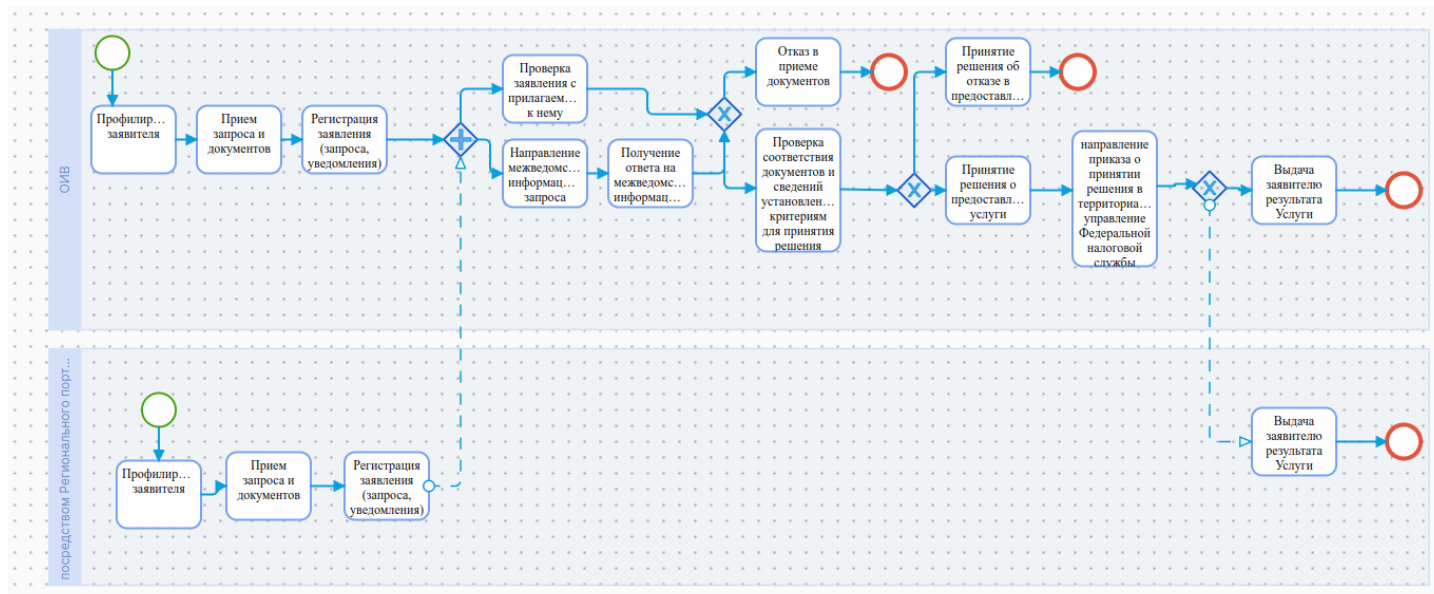 ОИВ
Профилир...
заявителя
Прием
запроса и
документов
Регистрация
заявления
(запроса,
уведомления)
Проверка
заявления с
прилагаем...
к нему
Направление
межведомс...
информац...
запроса
Получение
ответа на
межведомс...
информац...
Отказ в
приеме
документов
Проверка
соответствия
документов и
сведений
установлен...
критериям
для принятия
решения
Принятие
решения об
отказе в
предоставл...
Принятие
решения о
предоставл...
услуги
направление
приказа о
принятии
решения в
территориа...
управление
Федеральной
налоговой
службы
Выдача
заявителю
результата
Услуги
посредством Регионального порт...
Профилир...
заявителя
Прием
запроса и
документов
Регистрация
заявления
(запроса,
уведомления)
Выдача
заявителю
результата
Услуги